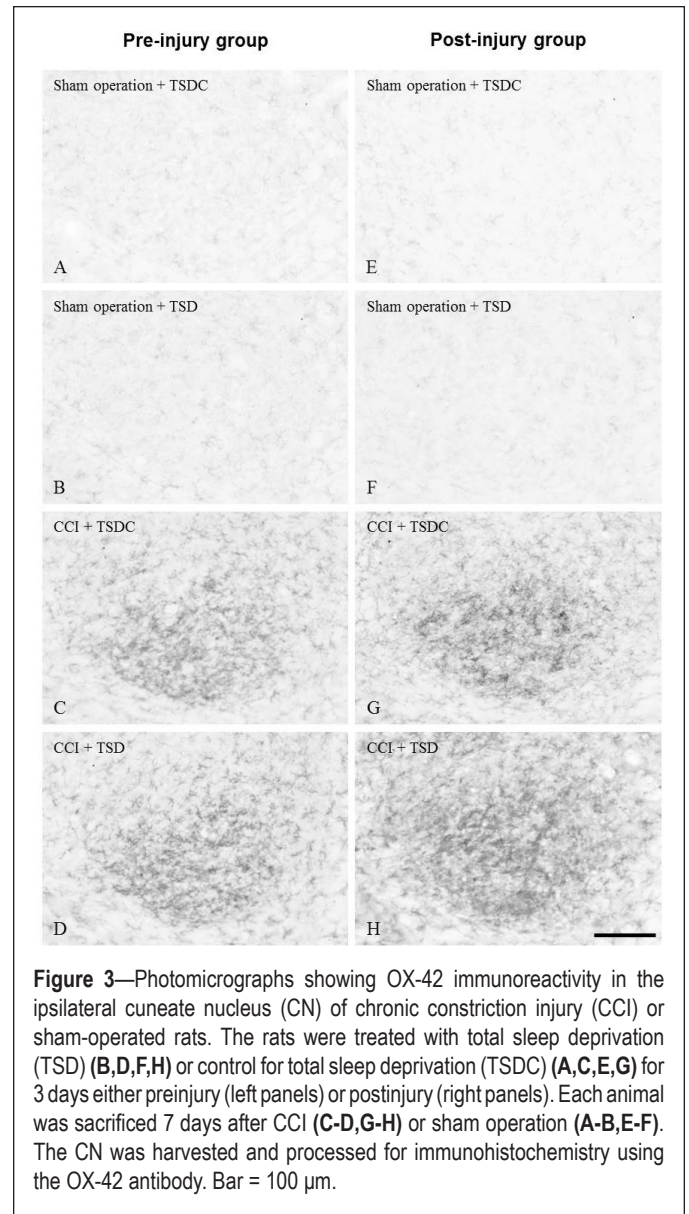 Pre-injury group
Post-injury group
Sham operation + TSDC
A
Sham operation + TSDC
E
Sham operation + TSD
B
Sham operation + TSD
F
CCI + TSDC
C
CCI + TSDC
G
CCI + TSD
D
CCI + TSD
H
Figure 3—Photomicrographs showing OX-42 immunoreactivity in the
ipsilateral cuneate nucleus (CN) of chronic constriction injury (CCI) or
sham-operated rats. The rats were treated with total sleep deprivation
(TSD) (B,D,F,H) or control for total sleep deprivation (TSDC) (A,C,E,G) for
3 days either preinjury (left panels) or postinjury (right panels). Each animal
was sacrificed 7 days after CCI (C-D,G-H) or sham operation (A-B,E-F).
The CN was harvested and processed for immunohistochemistry using
the OX-42 antibody. Bar = 100 μm.